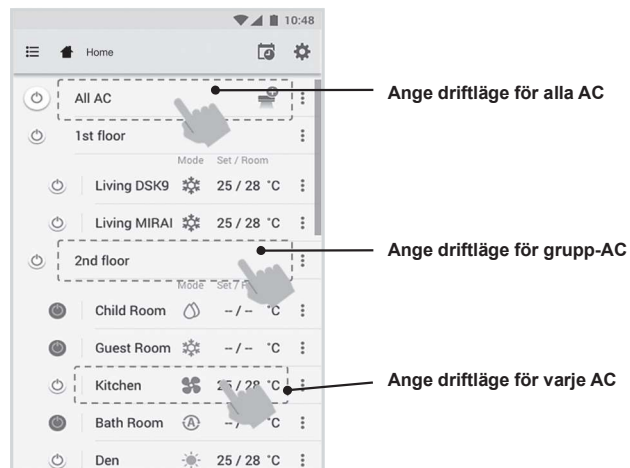 10:48
Home
All AC
Ange driftläge för alla AC
1st floor
Mode Set / Room
Living DSK9 25 / 28 °C
Living MIRAI 25 / 28 °C
2nd floor
Ange driftläge för grupp-AC
Mode Set /
Child Room -- / -- °C
Guest Room -- / -- °C
Kitchen 25 / 28 °C
Ange driftläge för varje AC
Bath Room A -- / -- °C
Den 25 / 28 °C